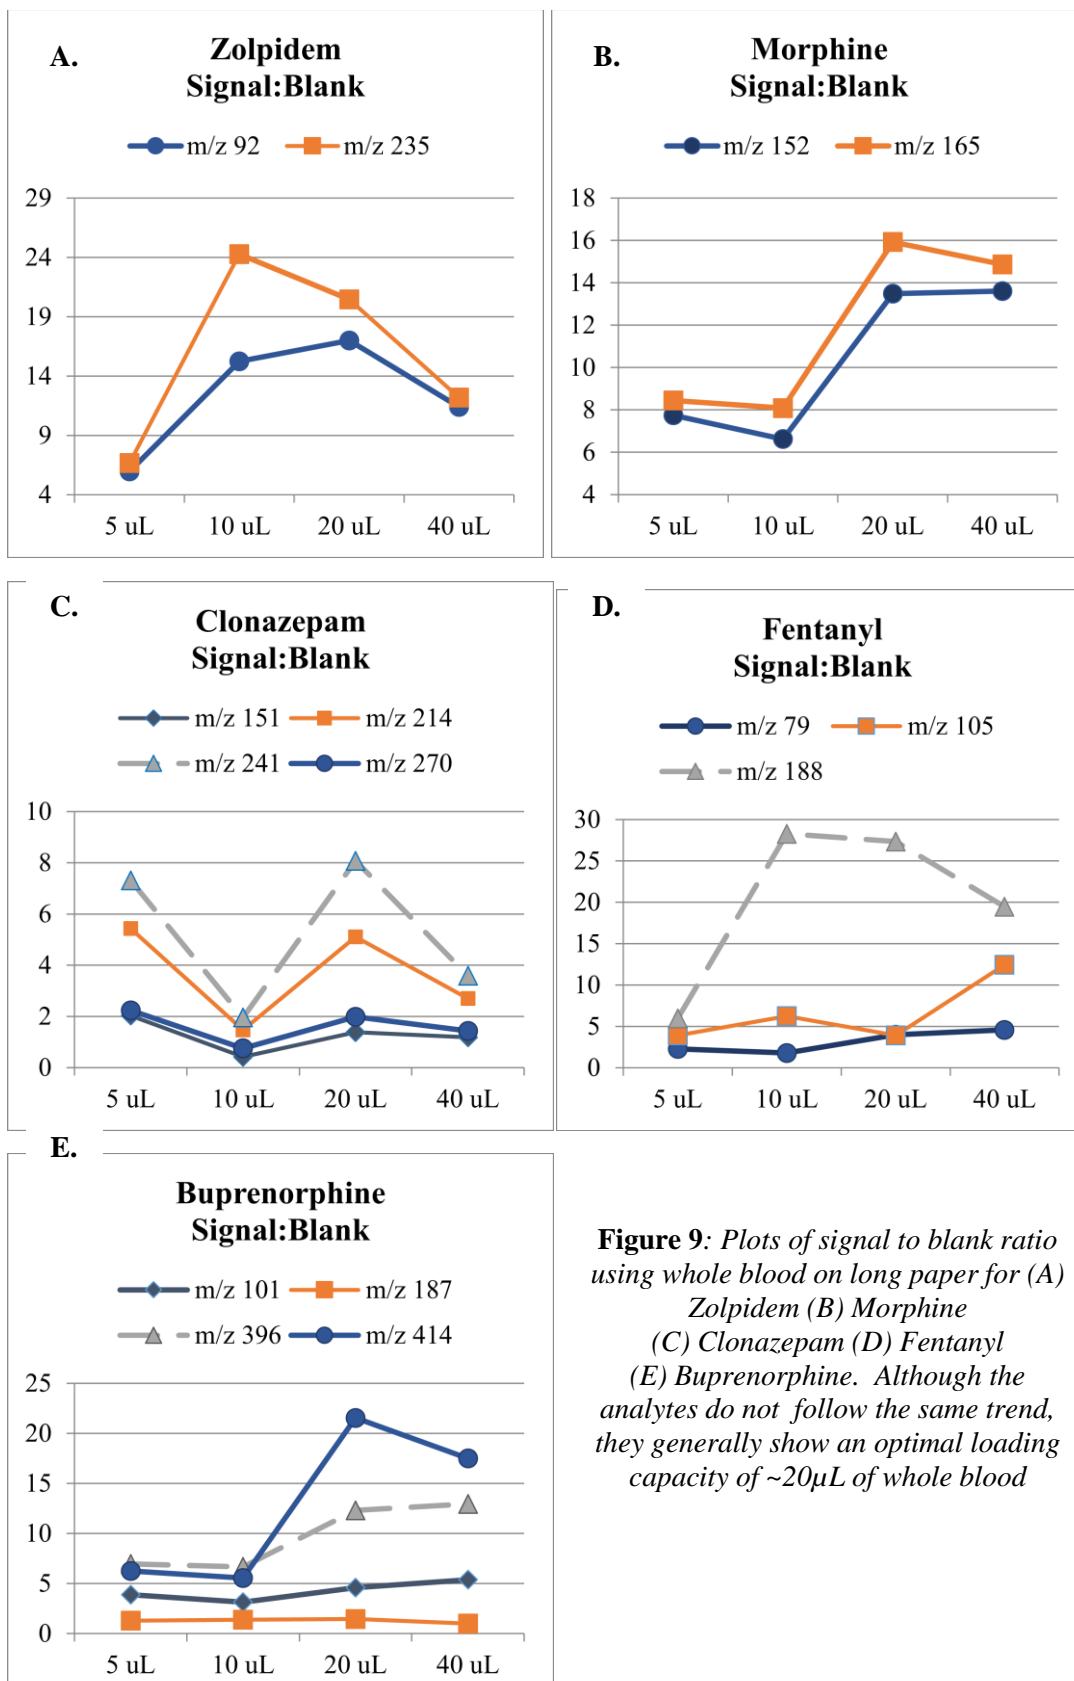 A.
Zolpidem
Signal:Blank
m/z 92 m/z 235
29
24
19
14
9
4
5 uL 10 uL 20 uL 40 uL
B.
Morphine
Signal:Blank
m/z 152 m/z 165
18
16
14
12
10
8
6
4
5 uL 10 uL 20 uL 40 uL
C.
Clonazepam
Signal:Blank
m/z 151 m/z 214
m/z 241 m/z 270
10
8
6
4
2
0
5 uL 10 uL 20 uL 40 uL
D.
Fentanyl
Signal:Blank
m/z 79 m/z 105
m/z 188
30
25
20
15
10
5
0
5 uL 10 uL 20 uL 40 uL
E.
Buprenorphine
Signal:Blank
m/z 101 m/z 187
m/z 396 m/z 414
25
20
15
10
5
0
5 uL 10 uL 20 uL 40 uL
Figure 9: Plots of signal to blank ratio
using whole blood on long paper for (A)
Zolpidem (B) Morphine
(C) Clonazepam (D) Fentanyl
(E) Buprenorphine. Although the
analytes do not follow the same trend,
they generally show an optimal loading
capacity of ~20µL of whole blood